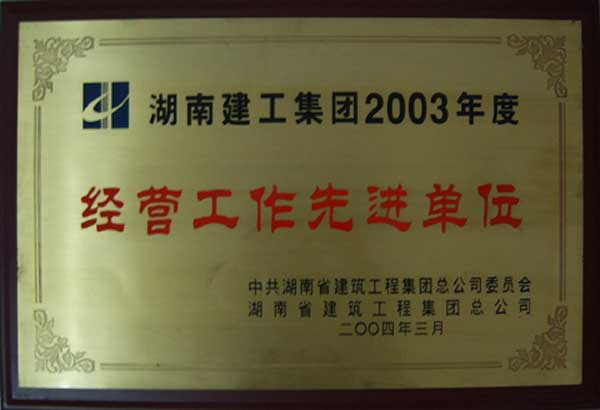 湖南建工集团2003年度
经营工作先进单位
中共湖南省建筑工程集团总公司委员会
湖南省建筑工程集团总公司
二〇〇四年三月